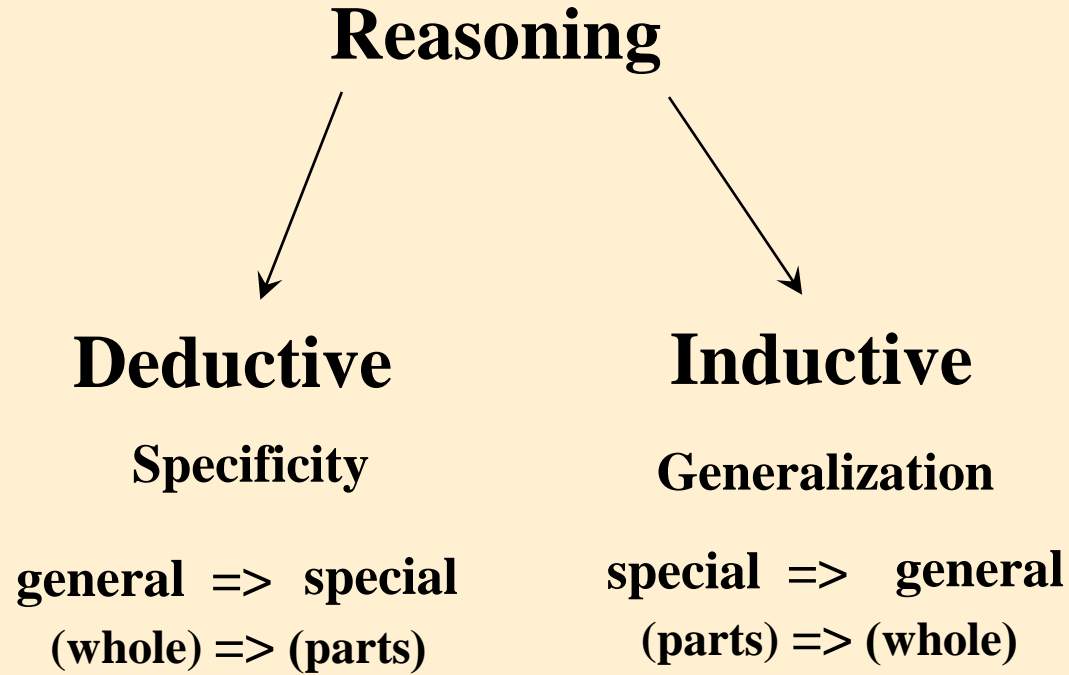 Reasoning
Deductive
Specificity
general => special
(whole) => (parts)
Inductive
Generalization
special => general
(parts) => (whole)